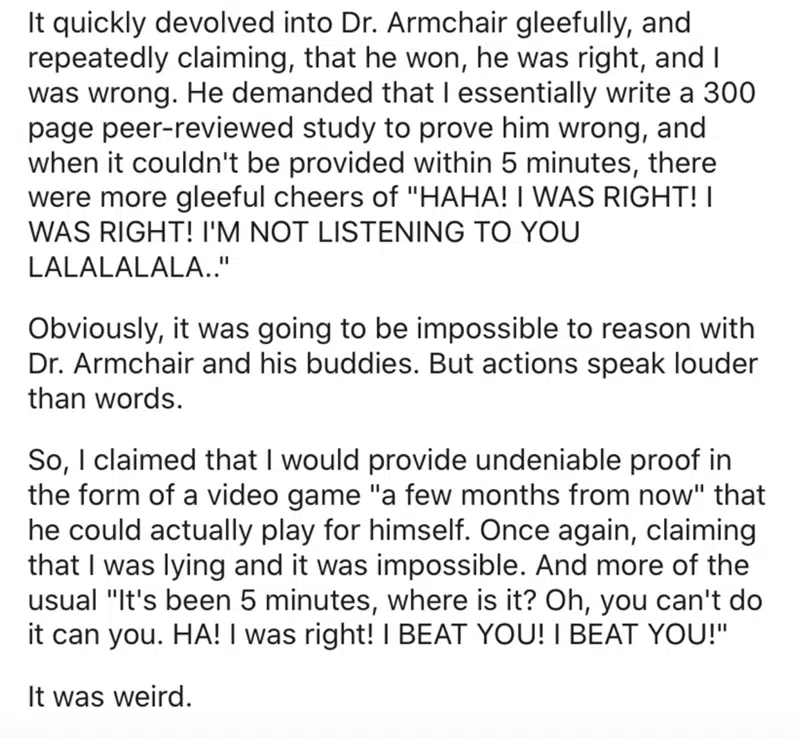 It quickly devolved into Dr. Armchair gleefully, and
repeatedly claiming, that he won, he was right, and I
was wrong. He demanded that I essentially write a 300
page peer-reviewed study to prove him wrong, and
when it couldn't be provided within 5 minutes, there
were more gleeful cheers of "HAHA! I WAS RIGHT! I
WAS RIGHT! I'M NOT LISTENING TO YOU
LALALALALA.."
Obviously, it was going to be impossible to reason with
Dr. Armchair and his buddies. But actions speak louder
than words.
So, I claimed that I would provide undeniable proof in
the form of a video game "a few months from now" that
he could actually play for himself. Once again, claiming
that I was lying and it was impossible. And more of the
usual "It's been 5 minutes, where is it? Oh, you can't do
it can you. HA! I was right! I BEAT YOU! I BEAT YOU!"
It was weird.